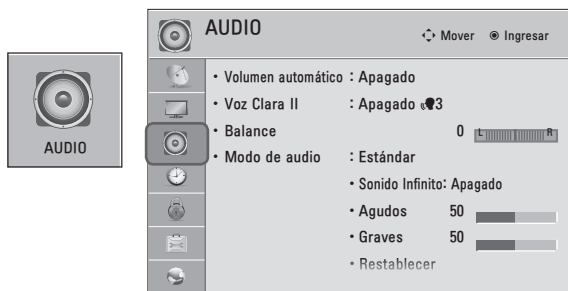 AUDIO
AUDIO
Mover
Ingresar
• Volumen automático : Apagado
• Voz Clara II : Apagado 3
• Balance 0 L R
• Modo de audio : Estándar
• Sonido Infinito: Apagado
• Agudos 50
• Graves 50
• Restablecer